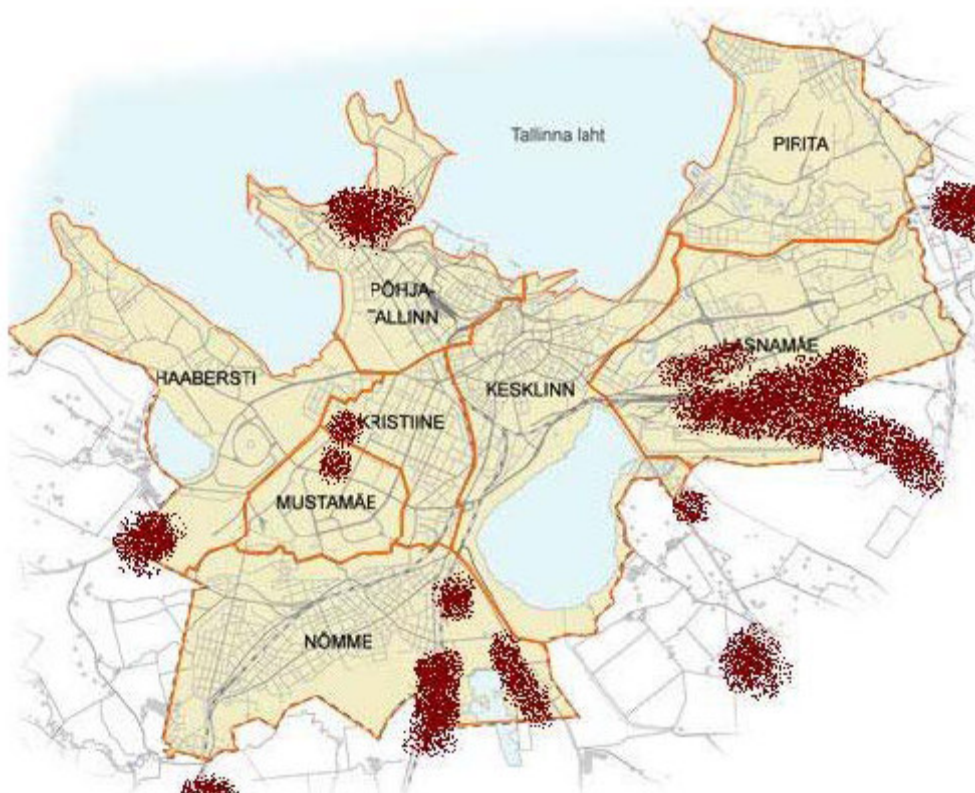 Tallinna laht
PIRITA
PÕHJA-
TALLINN
LASNAMÄE
HAABERSTI
KESKLINN
KRISTIINE
MUSTAMÄE
NÕMME